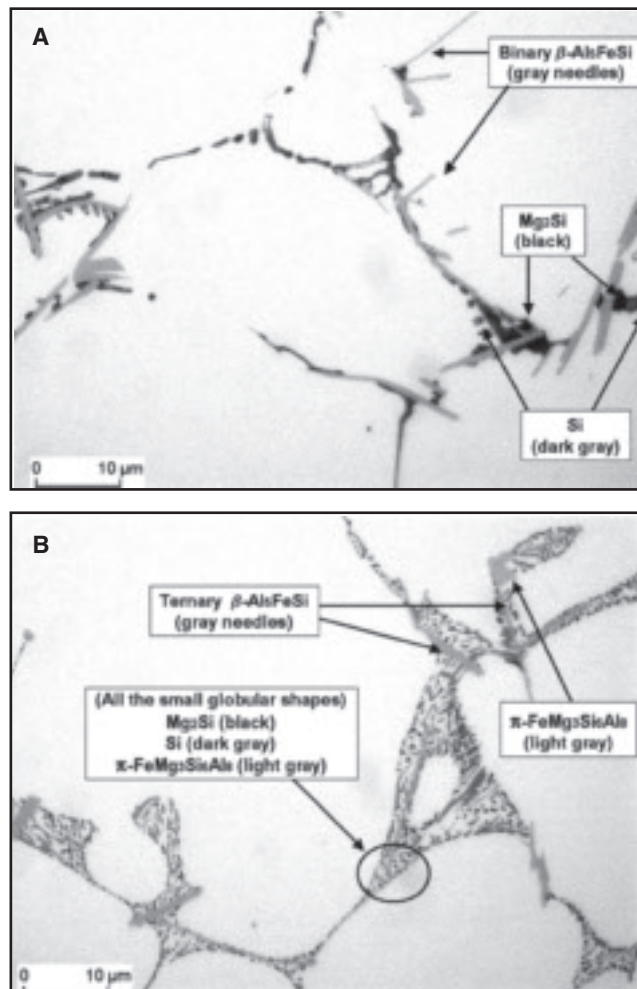 A
Binary β-Al₅FeSi
(gray needles)
Mg₂Si
(black)
Si
(dark gray)
0 10 μm
B
Ternary β-Al₅FeSi
(gray needles)
(All the small globular shapes)
Mg₂Si (black)
Si (dark gray)
π-FeMg₃Si₆Al₈ (light gray)
π-FeMg₃Si₆Al₈
(light gray)
0 10 μm